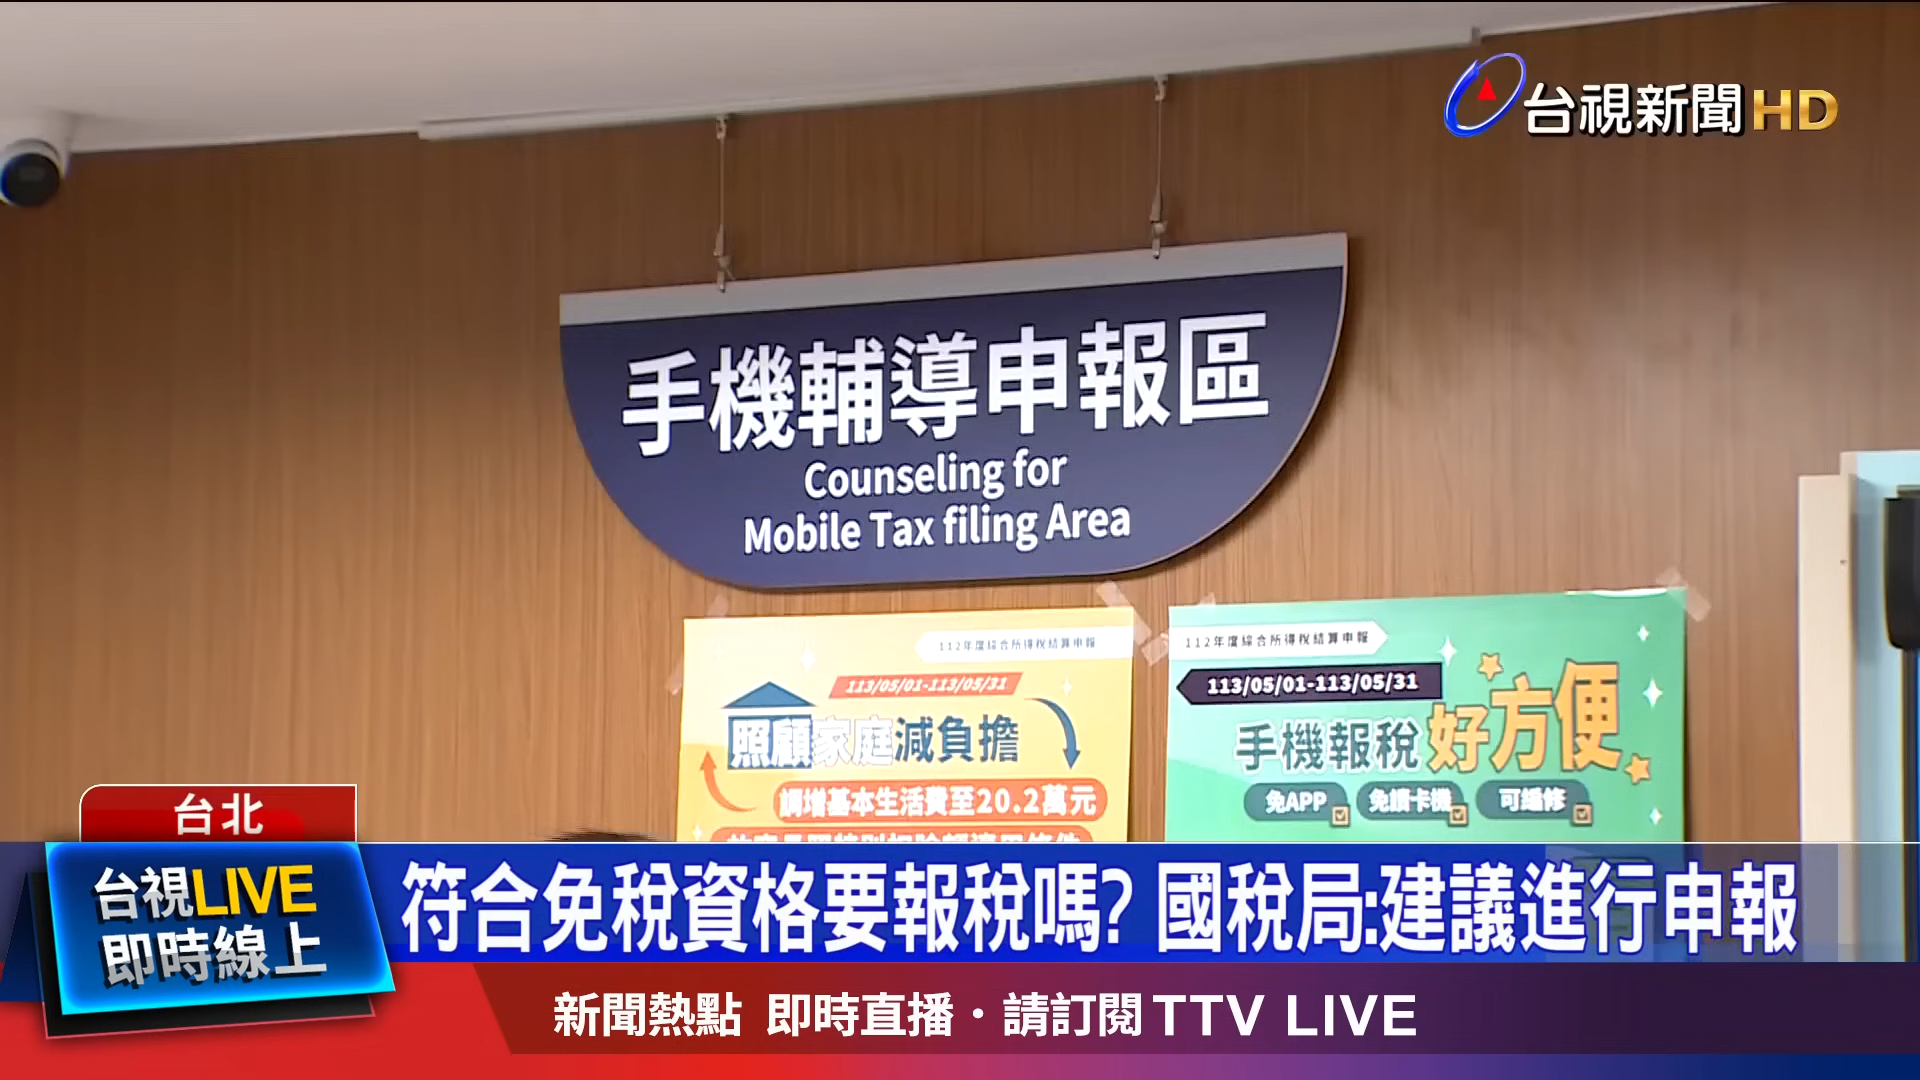 台視新聞HD
手機輔導申報區
Counseling for
Mobile Tax filing Area
112年度綜合所得稅結算申報
113/05/01-113/05/31
照顧家庭減負擔
調增基本生活費至20.2萬元
112年度綜合所得稅結算申報
113/05/01-113/05/31
手機報稅好方便
免APP 免讀卡機 可編修
台北
台視LIVE
即時線上
符合免稅資格要報稅嗎? 國稅局:建議進行申報
新聞熱點 即時直播・請訂閱TTV LIVE